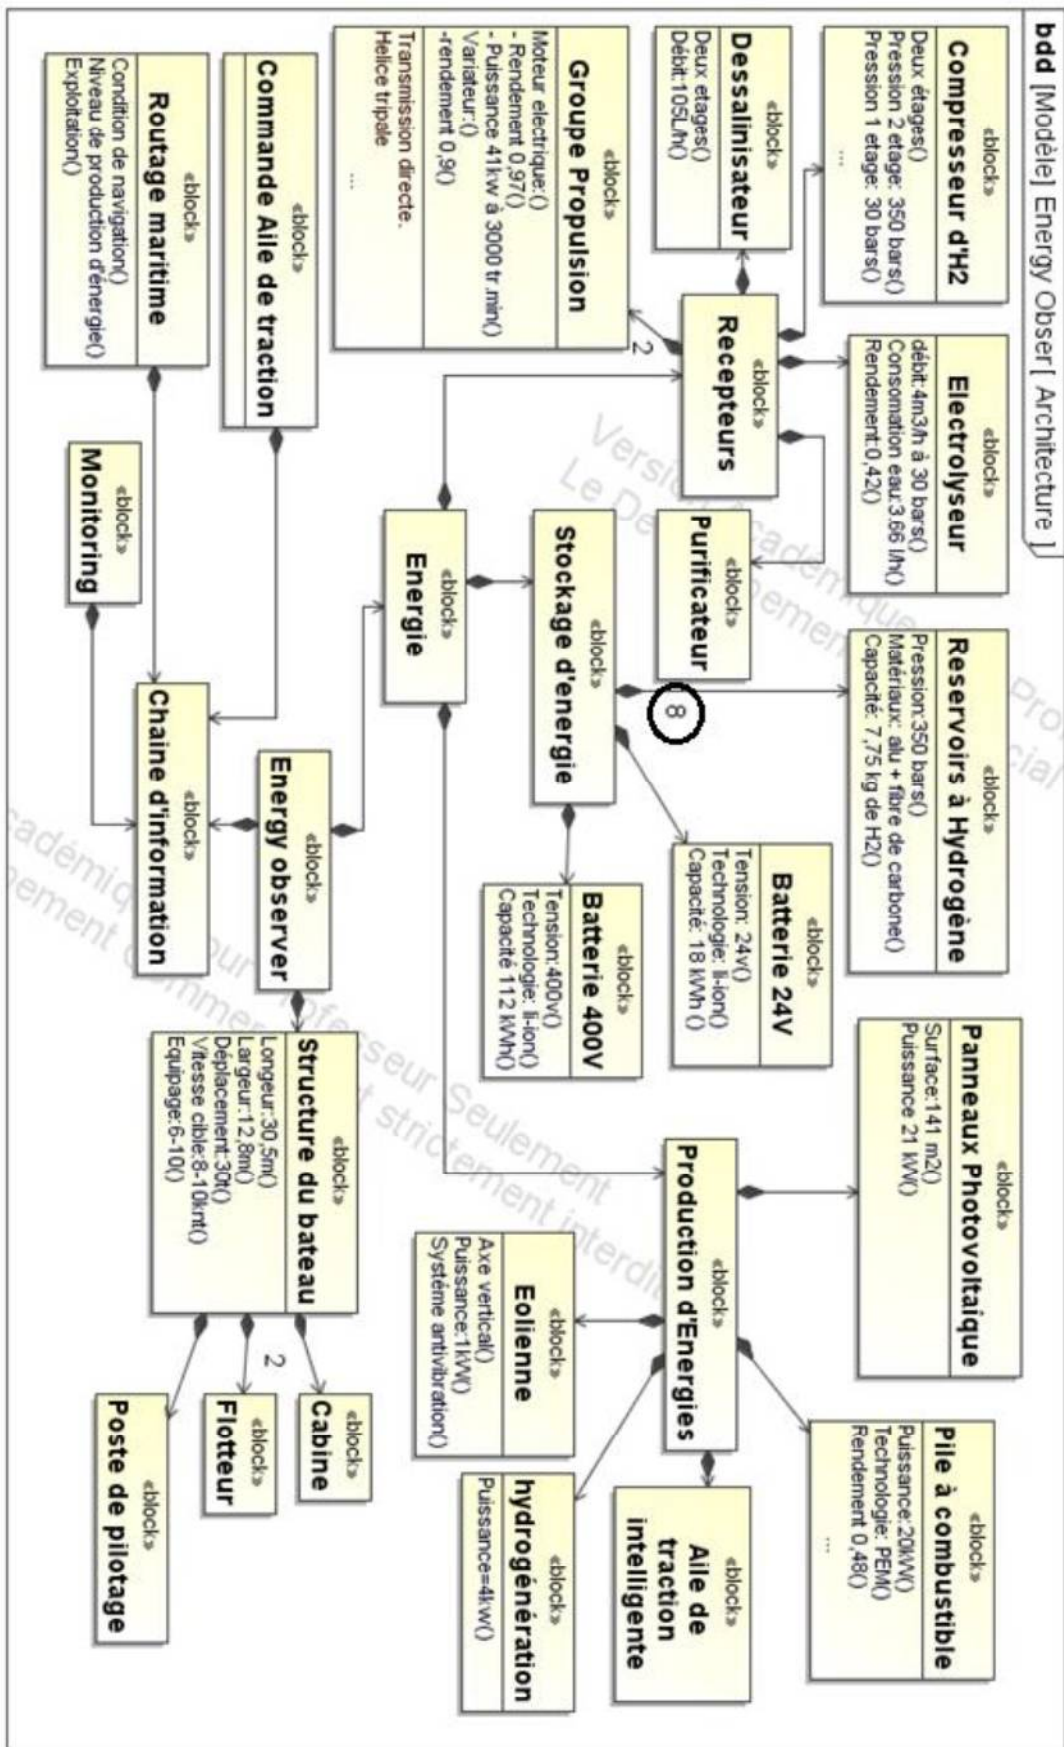 bdd [Modèle] Energy Obser[ Architecture ]
«block»
Compresseur d'H2
Deux étages()
Pression 2 etage: 350 bars()
Pression 1 etage: 30 bars()
...
«block»
Electrolyseur
débit:4m3/h à 30 bars()
Consomation eau:3.66 l/h()
Rendement:0,42()
«block»
Reservoirs à Hydrogène
Pression:350 bars()
Matériaux: alu + fibre de carbone()
Capacité: 7,75 kg de H2()
«block»
Panneaux Photovoltaique
Surface:141 m2()
Puissance 21 kW()
«block»
Pile à combustible
Puissance:20kW()
Technologie: PEM()
Rendement 0,48()
...
«block»
Dessalinisateur
Deux etages()
Débit:105L/h()
«block»
Recepteurs
«block»
Purificateur
8
«block»
Batterie 24V
Tension: 24v()
Technologie: li-ion()
Capacité: 18 kWh ()
«block»
Production d'Energies
«block»
Aile de
traction
intelligente
«block»
Groupe Propulsion
Moteur electrique:()
- Rendement 0,97()
- Puissance 41kw à 3000 tr.min()
Variateur:()
-rendement 0,9()
Transmission directe.
Helice tripale
...
2
«block»
Stockage d'energie
«block»
Batterie 400V
Tension:400v()
Technologie: li-ion()
Capacité 112 kWh()
«block»
Eolienne
Axe vertical()
Puissance:1kW()
Systéme antivibration()
«block»
hydrogénération
Puissance=4kw()
«block»
Energie
«block»
Commande Aile de traction
«block»
Energy observer
«block»
Structure du bateau
Longeur:30,5m()
Largeur:12,8m()
Déplacement:30t()
Vitesse cible:8-10knt()
Equipage:6-10()
«block»
Cabine
2
«block»
Flotteur
«block»
Poste de pilotage
«block»
Routage maritime
Condition de navigation()
Niveau de production d'énergie()
Exploitation()
«block»
Monitoring
«block»
Chaine d'information